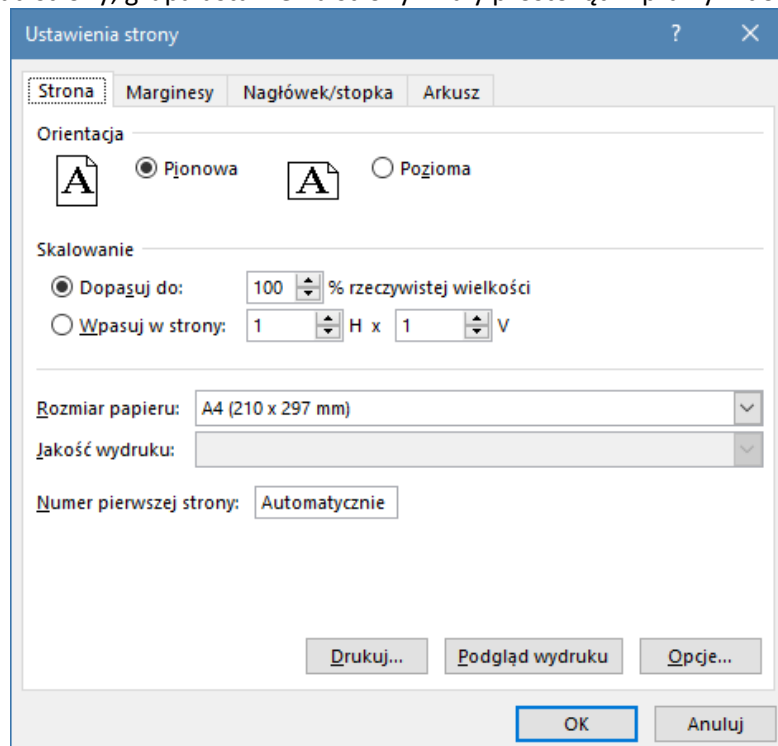 Ustawienia strony ? ×
Strona Marginesy Nagłówek/stopka Arkusz
Orientacja
A Pionowa A Pozioma
Skalowanie
Dopasuj do: 100 % rzeczywistej wielkości
Wpasuj w strony: 1 H x 1 V
Rozmiar papieru: A4 (210 x 297 mm)
Jakość wydruku:
Numer pierwszej strony: Automatycznie
Drukuj... Podgląd wydruku Opcje...
OK Anuluj